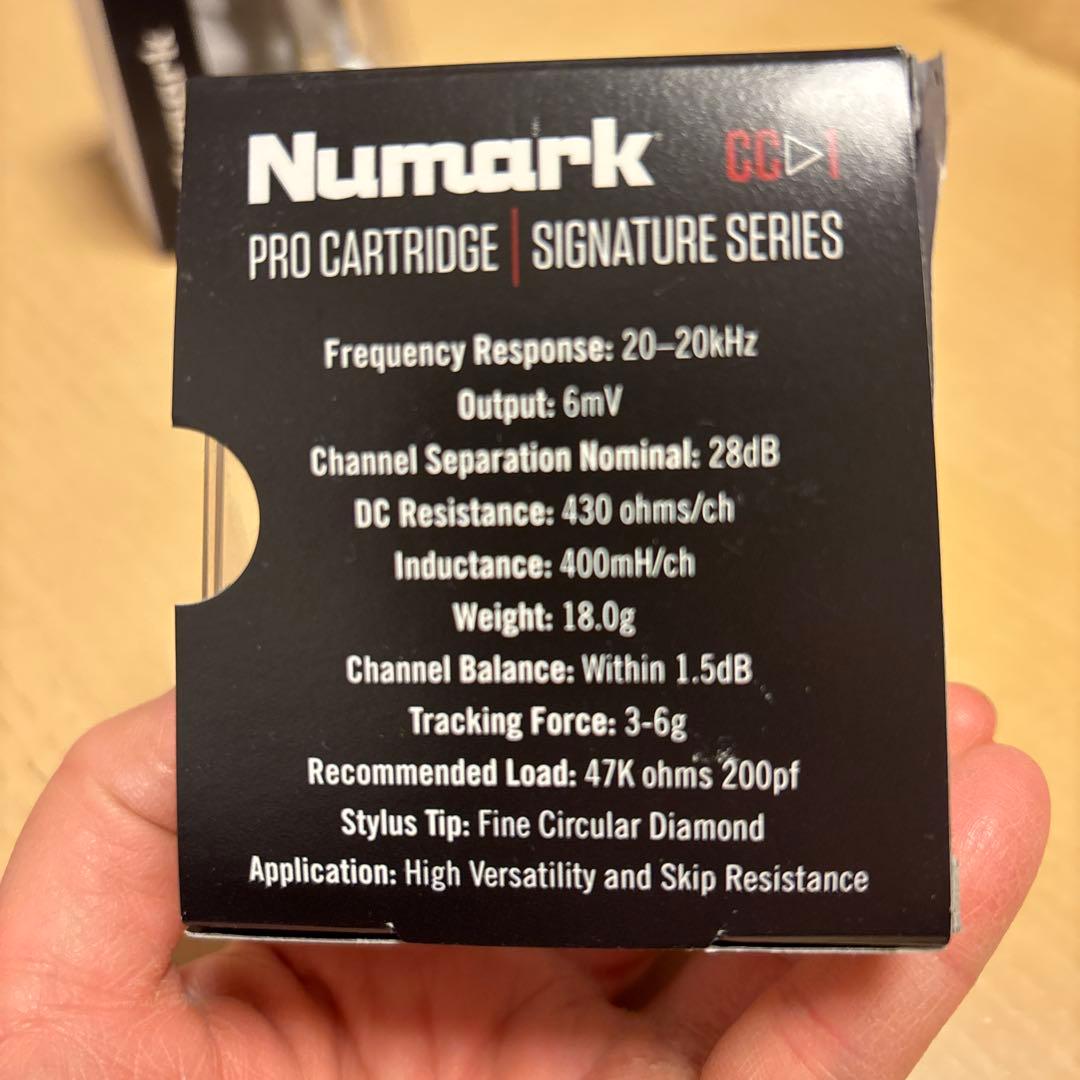 Numark CC▷1
PRO CARTRIDGE | SIGNATURE SERIES
Frequency Response: 20–20kHz
Output: 6mV
Channel Separation Nominal: 28dB
DC Resistance: 430 ohms/ch
Inductance: 400mH/ch
Weight: 18.0g
Channel Balance: Within 1.5dB
Tracking Force: 3-6g
Recommended Load: 47K ohms 200pf
Stylus Tip: Fine Circular Diamond
Application: High Versatility and Skip Resistance